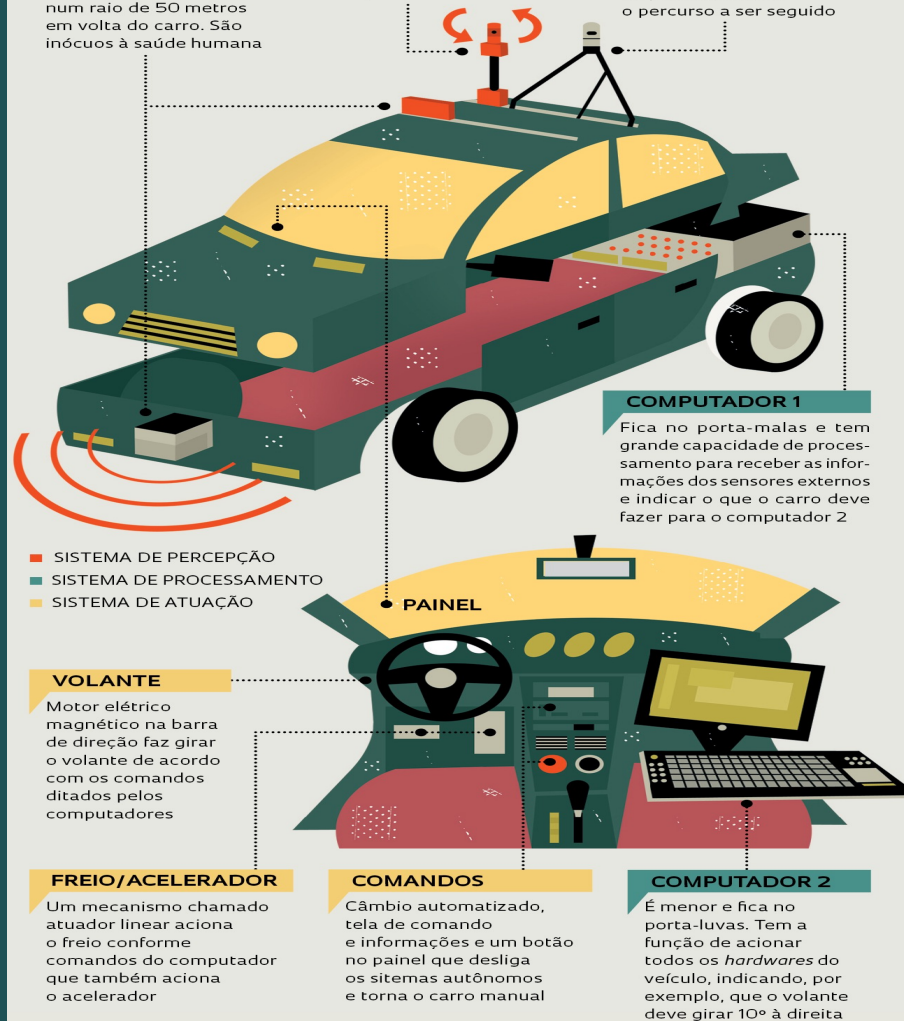 num raio de 50 metros
em volta do carro. São
inócuos à saúde humana
o percurso a ser seguido
COMPUTADOR 1
Fica no porta-malas e tem
grande capacidade de proces-
samento para receber as infor-
mações dos sensores externos
e indicar o que o carro deve
fazer para o computador 2
SISTEMA DE PERCEPÇÃO
SISTEMA DE PROCESSAMENTO
SISTEMA DE ATUAÇÃO
PAINEL
VOLANTE
Motor elétrico
magnético na barra
de direção faz girar
o volante de acordo
com os comandos
ditados pelos
computadores
FREIO/ACELERADOR
Um mecanismo chamado
atuador linear aciona
o freio conforme
comandos do computador
que também aciona
o acelerador
COMANDOS
Câmbio automatizado,
tela de comando
e informações e um botão
no painel que desliga
os sitemas autônomos
e torna o carro manual
COMPUTADOR 2
É menor e fica no
porta-luvas. Tem a
função de acionar
todos os hardwares do
veículo, indicando, por
exemplo, que o volante
deve girar 10º à direita